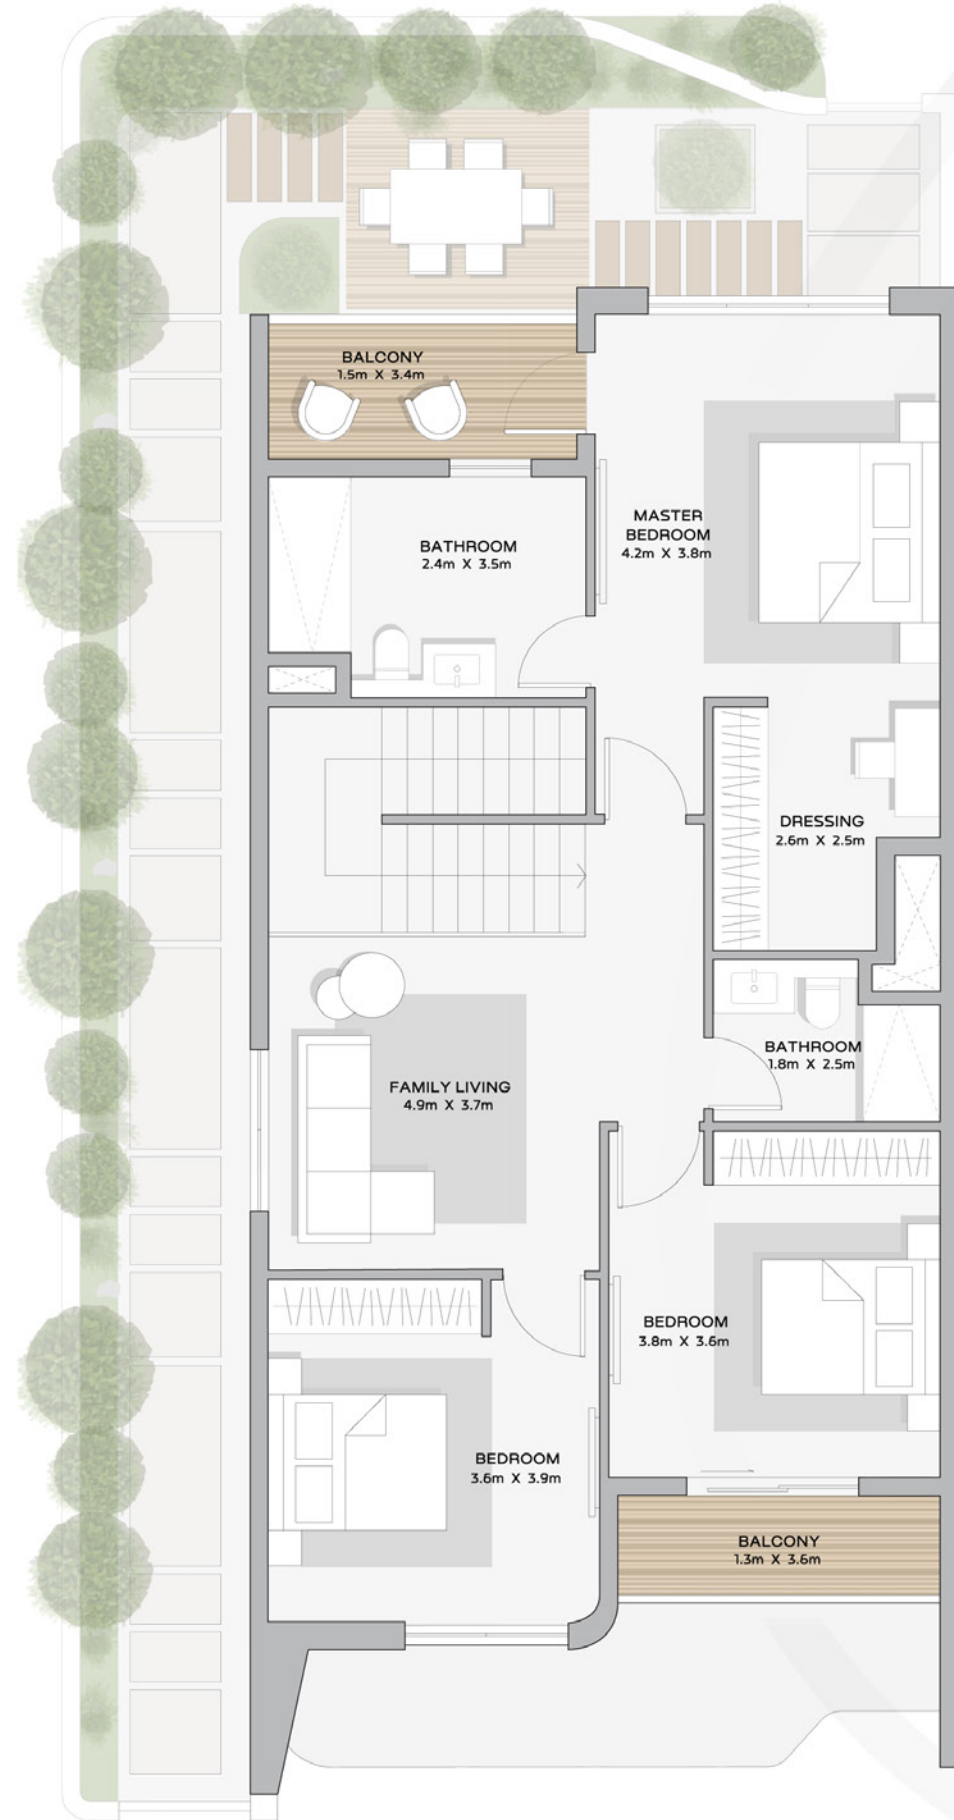 BALCONY
1.5m X 3.4m
MASTER
BEDROOM
4.2m X 3.8m
BATHROOM
2.4m X 3.5m
DRESSING
2.6m X 2.5m
BATHROOM
1.8m X 2.5m
FAMILY LIVING
4.9m X 3.7m
BEDROOM
3.8m X 3.6m
BEDROOM
3.6m X 3.9m
BALCONY
1.3m X 3.6m